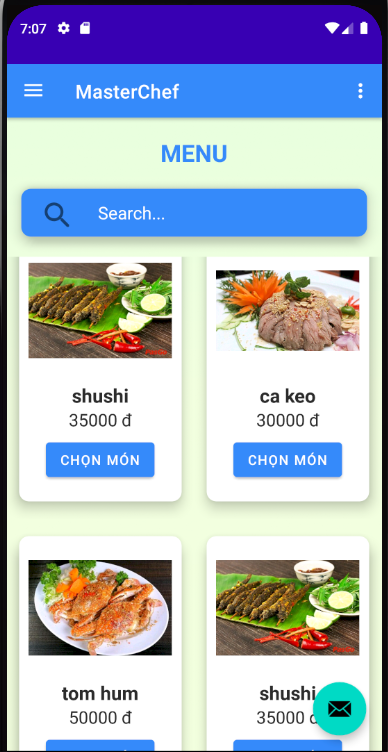 7:07
MasterChef
MENU
Search...
shushi
ca keo
35000 đ
30000 đ
CHỌN MÓN
CHỌN MÓN
tom hum
shushi
50000 đ
35000 đ